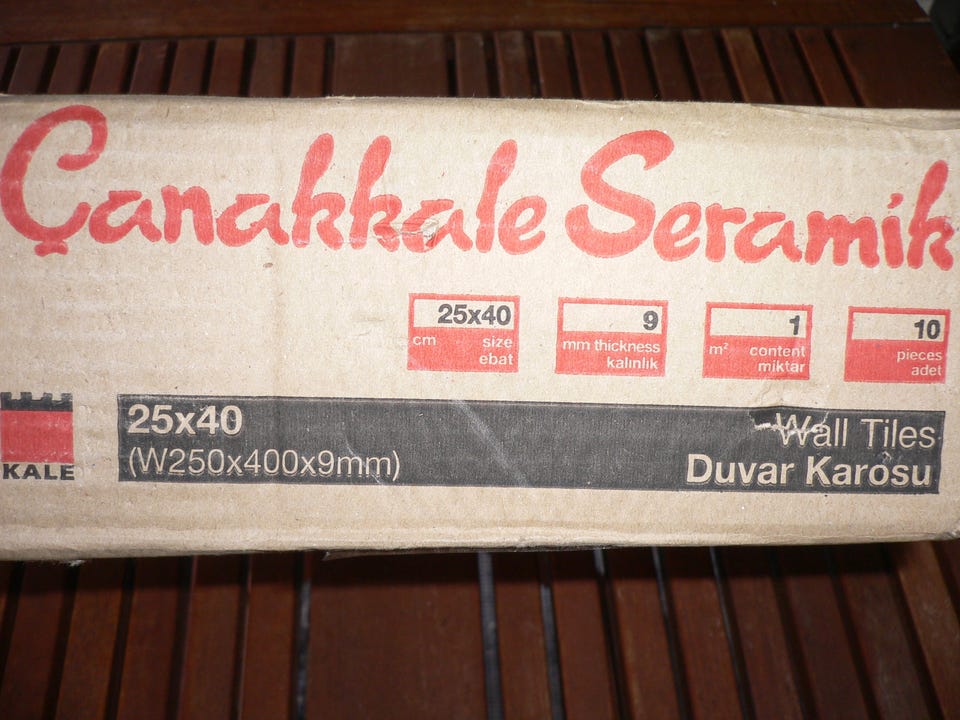 Çanakkale Seramik
25x40
cm size
ebat
9
mm thickness
kalınlık
1
m² content
miktar
10
pieces
adet
KALE
25x40
(W250x400x9mm)
Wall Tiles
Duvar Karosu